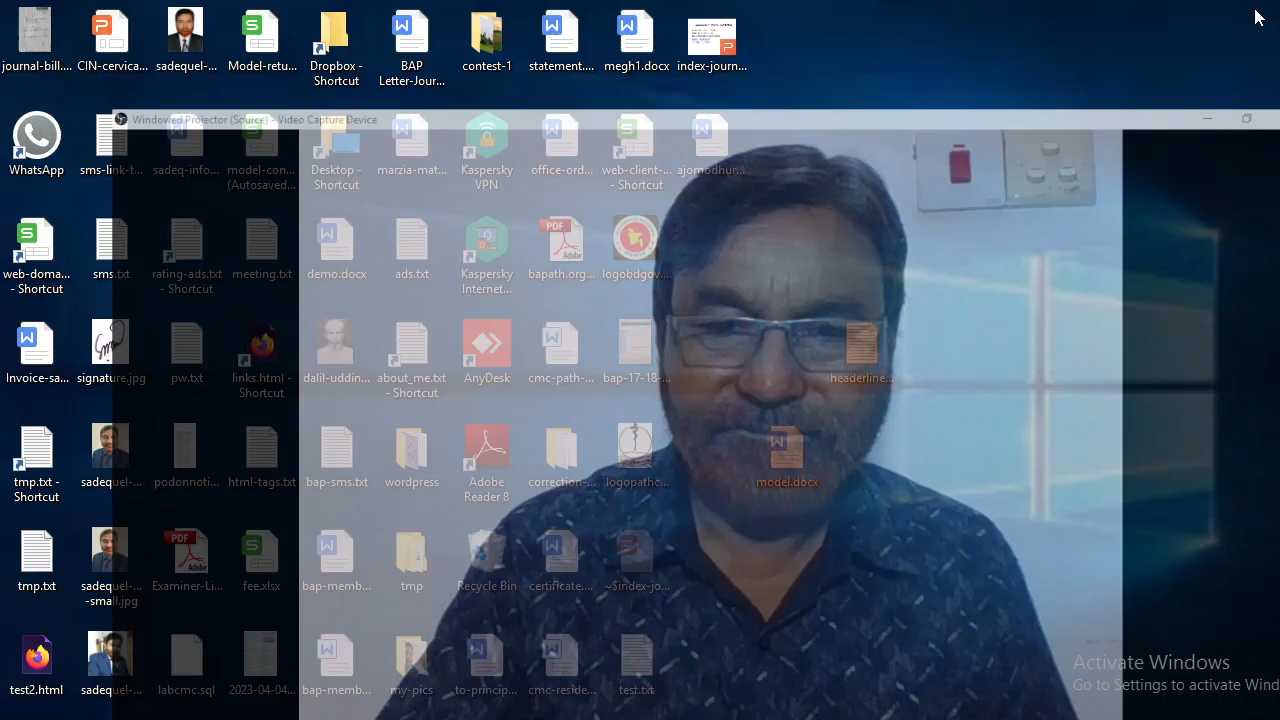 journal-bill....
CIN-cervica...
sadequel-...
Model-retu...
Dropbox -
Shortcut
BAP
Letter-Jour...
contest-1
statement....
megh1.docx
index-journ...
Windowed Projector (Source) - Video Capture Device
WhatsApp
sms-link-t...
sadeq-info...
model-con...
(Autosaved...
Desktop -
Shortcut
marzia-mat...
Kaspersky
VPN
office-ord...
web-client-...
- Shortcut
ajomodhur...
web-doma...
- Shortcut
sms.txt
rating-ads.txt
- Shortcut
meeting.txt
demo.docx
ads.txt
Kaspersky
Internet...
bapath.org...
logobdgov....
Invoice-sa...
signature.jpg
pw.txt
links.html -
Shortcut
dalil-uddin...
about_me.txt
- Shortcut
AnyDesk
cmc-path-...
bap-17-18-...
headerline...
tmp.txt -
Shortcut
sadequel-...
podonnoti...
html-tags.txt
bap-sms.txt
wordpress
Adobe
Reader 8
correction-...
logopathc...
model.docx
tmp.txt
sadequel-...
-small.jpg
Examiner-Li...
fee.xlsx
bap-memb...
tmp
Recycle Bin
certificate....
~$index-jo...
test2.html
sadequel-...
labcmc.sql
2023-04-04...
bap-memb...
my-pics
to-princip...
cmc-reside...
test.txt
Activate Windows
Go to Settings to activate Wind